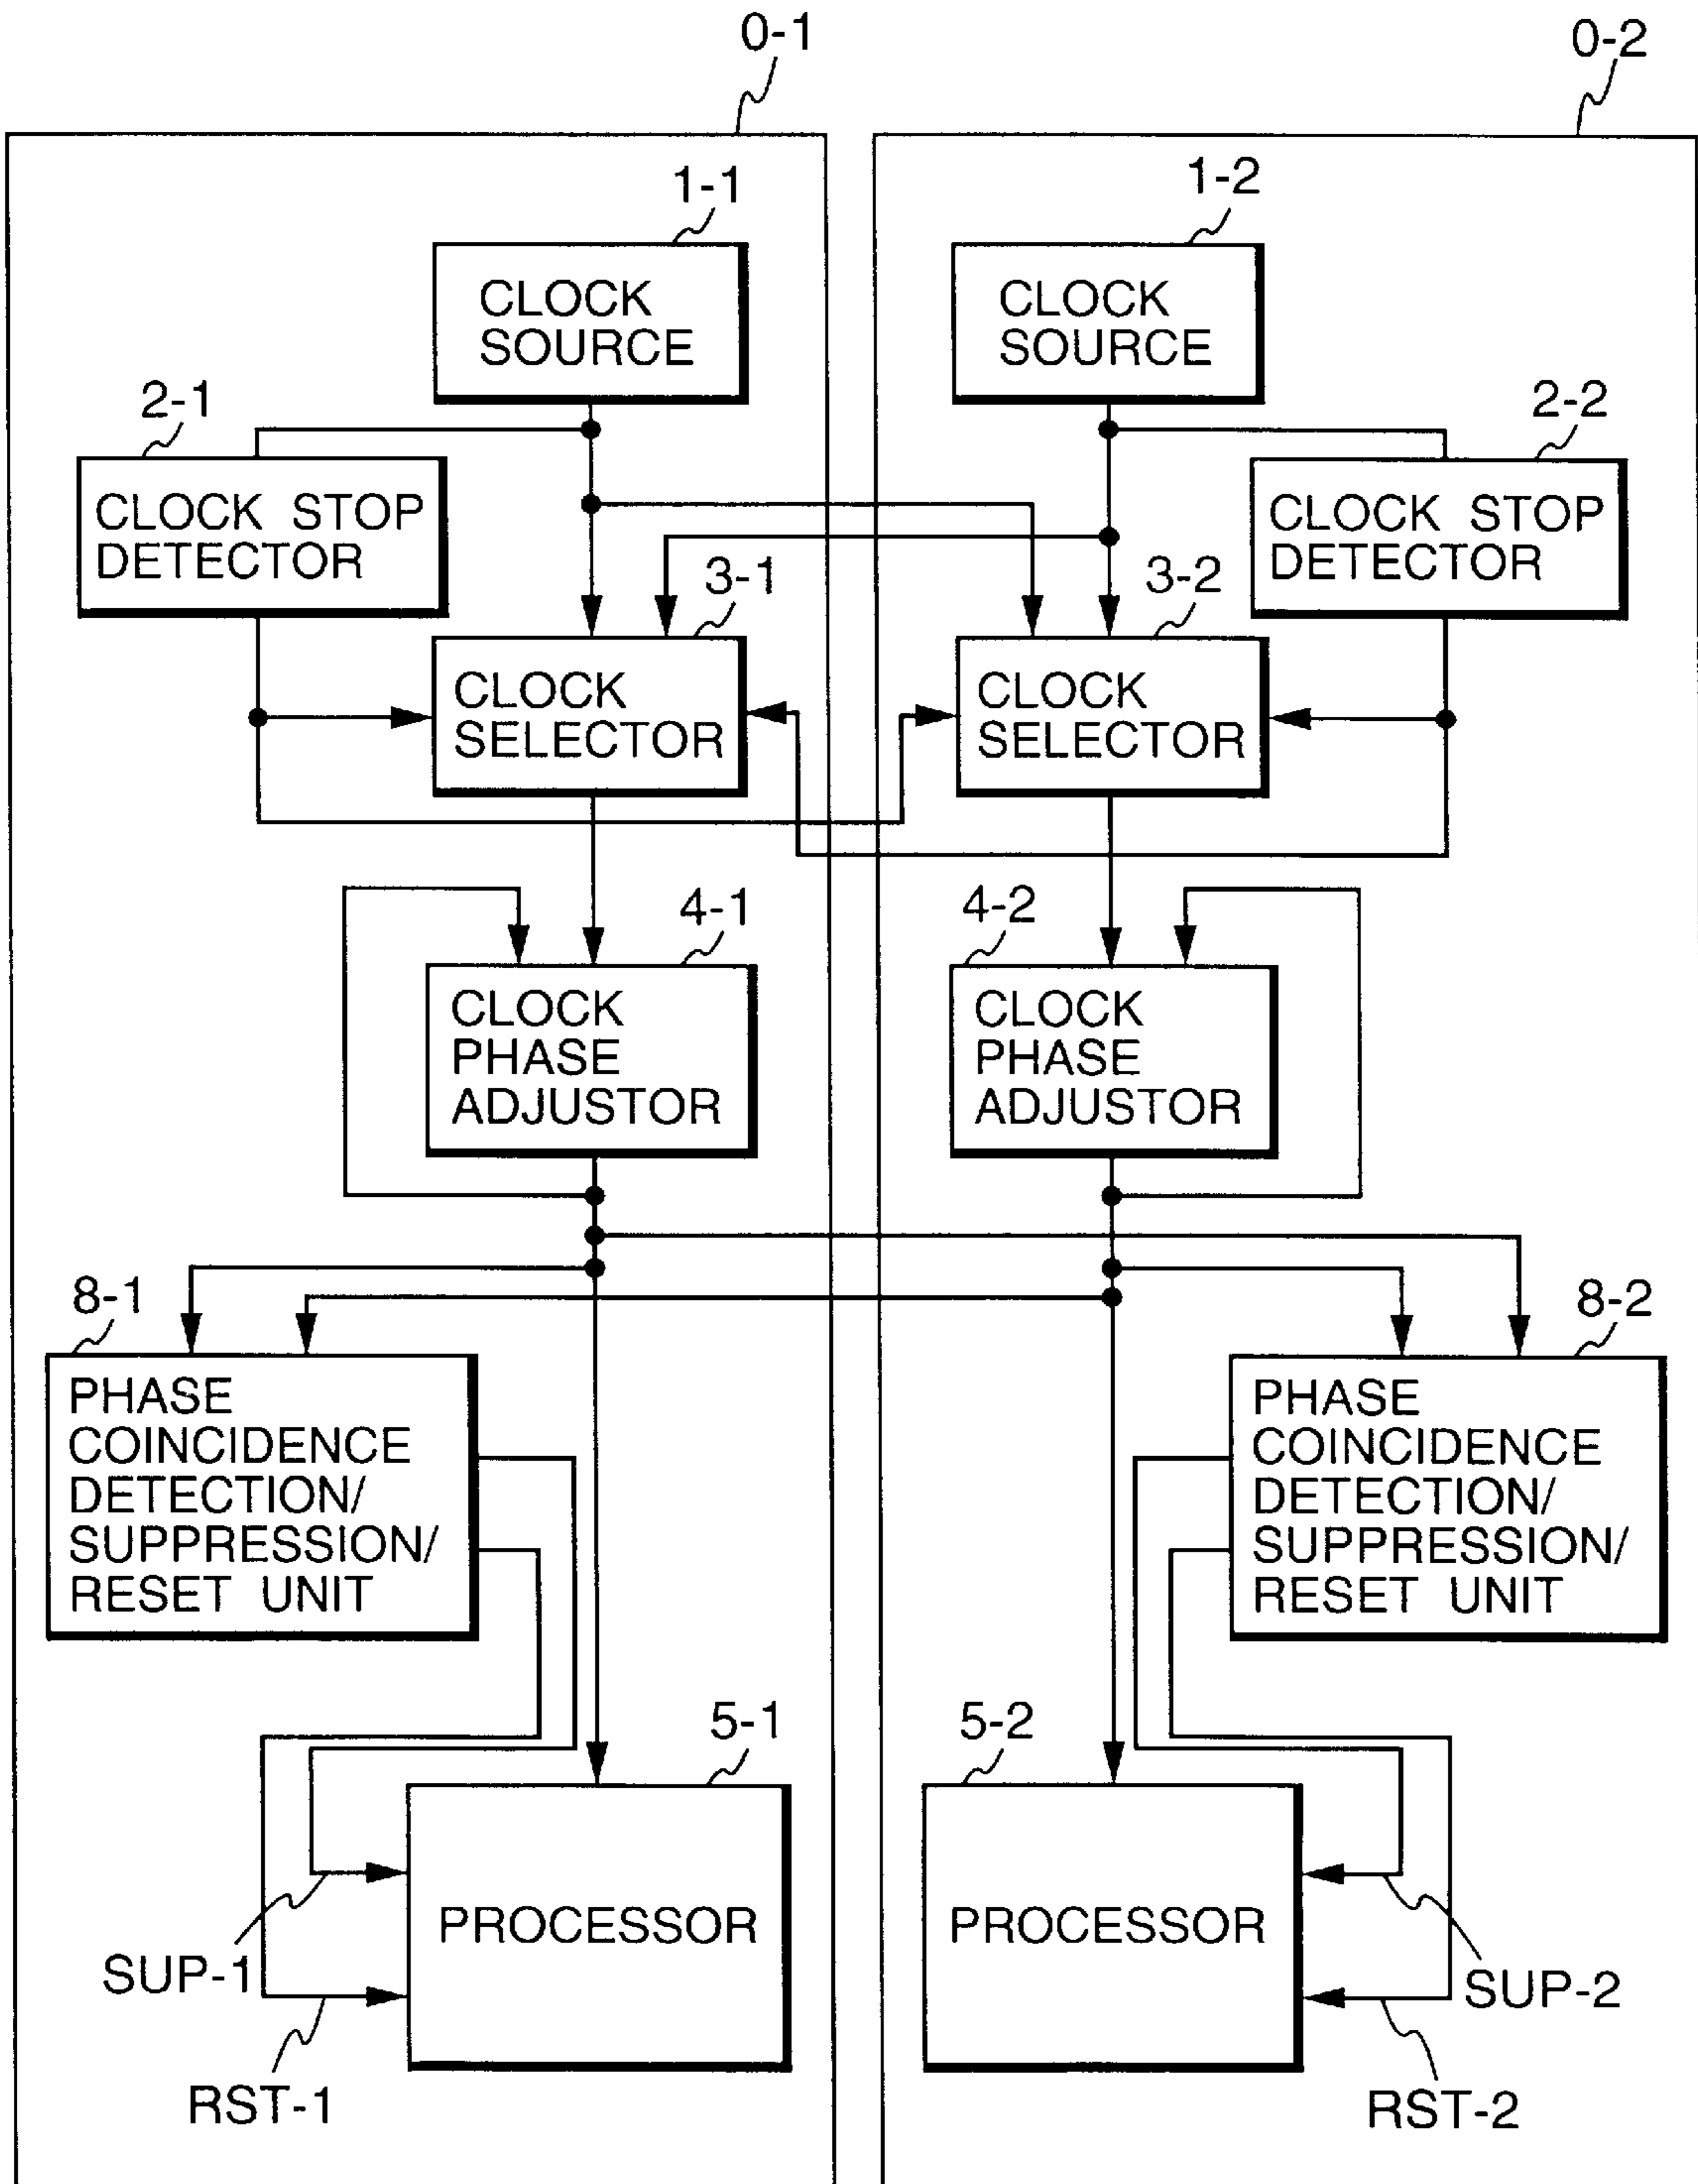 0-1
0-2
1-1
1-2
CLOCK
SOURCE
CLOCK
SOURCE
2-1
2-2
CLOCK STOP
DETECTOR
CLOCK STOP
DETECTOR
3-1
3-2
CLOCK
SELECTOR
CLOCK
SELECTOR
4-1
4-2
CLOCK
PHASE
ADJUSTOR
CLOCK
PHASE
ADJUSTOR
8-1
8-2
PHASE
COINCIDENCE
DETECTION/
SUPPRESSION/
RESET UNIT
PHASE
COINCIDENCE
DETECTION/
SUPPRESSION/
RESET UNIT
5-1
5-2
PROCESSOR
PROCESSOR
SUP-1
SUP-2
RST-1
RST-2